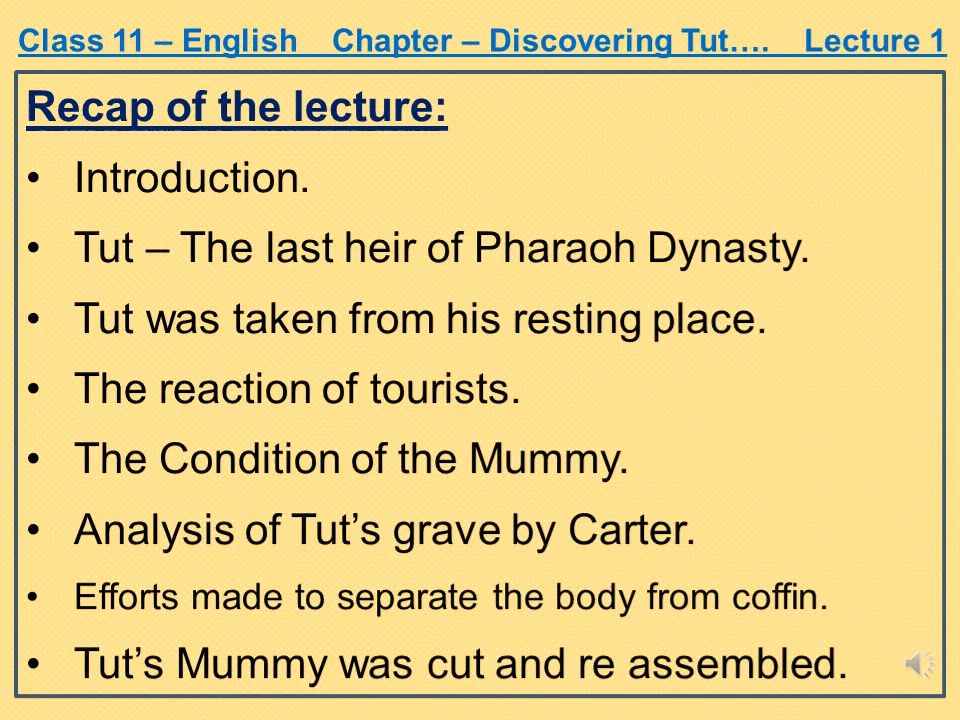 Class 11 – English    Chapter – Discovering Tut….    Lecture 1
Recap of the lecture:
• Introduction.
• Tut – The last heir of Pharaoh Dynasty.
• Tut was taken from his resting place.
• The reaction of tourists.
• The Condition of the Mummy.
• Analysis of Tut’s grave by Carter.
• Efforts made to separate the body from coffin.
• Tut’s Mummy was cut and re assembled.